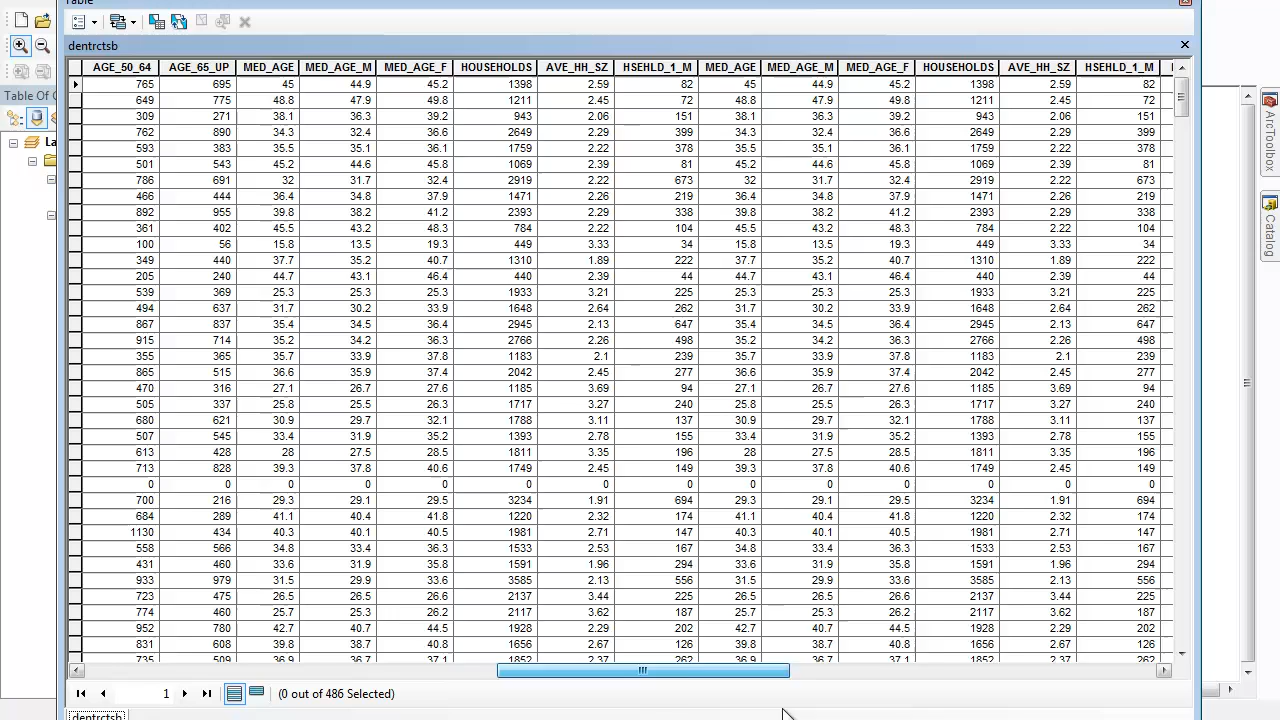 Table
dentrctsb
AGE_50_64 AGE_65_UP MED_AGE MED_AGE_M MED_AGE_F HOUSEHOLDS AVE_HH_SZ HSEHLD_1_M MED_AGE MED_AGE_M MED_AGE_F HOUSEHOLDS AVE_HH_SZ HSEHLD_1_M
765 695 45 44.9 45.2 1398 2.59 82 45 44.9 45.2 1398 2.59 82
649 775 48.8 47.9 49.8 1211 2.45 72 48.8 47.9 49.8 1211 2.45 72
309 271 38.1 36.3 39.2 943 2.06 151 38.1 36.3 39.2 943 2.06 151
762 890 34.3 32.4 36.6 2649 2.29 399 34.3 32.4 36.6 2649 2.29 399
593 383 35.5 35.1 36.1 1759 2.22 378 35.5 35.1 36.1 1759 2.22 378
501 543 45.2 44.6 45.8 1069 2.39 81 45.2 44.6 45.8 1069 2.39 81
786 691 32 31.7 32.4 2919 2.22 673 32 31.7 32.4 2919 2.22 673
466 444 36.4 34.8 37.9 1471 2.26 219 36.4 34.8 37.9 1471 2.26 219
892 955 39.8 38.2 41.2 2393 2.29 338 39.8 38.2 41.2 2393 2.29 338
361 402 45.5 43.2 48.3 784 2.22 104 45.5 43.2 48.3 784 2.22 104
100 56 15.8 13.5 19.3 449 3.33 34 15.8 13.5 19.3 449 3.33 34
349 440 37.7 35.2 40.7 1310 1.89 222 37.7 35.2 40.7 1310 1.89 222
205 240 44.7 43.1 46.4 440 2.39 44 44.7 43.1 46.4 440 2.39 44
539 369 25.3 25.3 25.3 1933 3.21 225 25.3 25.3 25.3 1933 3.21 225
494 637 31.7 30.2 33.9 1648 2.64 262 31.7 30.2 33.9 1648 2.64 262
867 837 35.4 34.5 36.4 2945 2.13 647 35.4 34.5 36.4 2945 2.13 647
915 714 35.2 34.2 36.3 2766 2.26 498 35.2 34.2 36.3 2766 2.26 498
355 365 35.7 33.9 37.8 1183 2.1 239 35.7 33.9 37.8 1183 2.1 239
865 515 36.6 35.9 37.4 2042 2.45 277 36.6 35.9 37.4 2042 2.45 277
470 316 27.1 26.7 27.6 1185 3.69 94 27.1 26.7 27.6 1185 3.69 94
505 337 25.8 25.5 26.3 1717 3.27 240 25.8 25.5 26.3 1717 3.27 240
680 621 30.9 29.7 32.1 1788 3.11 137 30.9 29.7 32.1 1788 3.11 137
507 545 33.4 31.9 35.2 1393 2.78 155 33.4 31.9 35.2 1393 2.78 155
613 428 28 27.5 28.5 1811 3.35 196 28 27.5 28.5 1811 3.35 196
713 828 39.3 37.8 40.6 1749 2.45 149 39.3 37.8 40.6 1749 2.45 149
0 0 0 0 0 0 0 0 0 0 0 0 0 0
700 216 29.3 29.1 29.5 3234 1.91 694 29.3 29.1 29.5 3234 1.91 694
684 289 41.1 40.4 41.8 1220 2.32 174 41.1 40.4 41.8 1220 2.32 174
1130 434 40.3 40.1 40.5 1981 2.71 147 40.3 40.1 40.5 1981 2.71 147
558 566 34.8 33.4 36.3 1533 2.53 167 34.8 33.4 36.3 1533 2.53 167
431 460 33.6 31.9 35.8 1591 1.96 294 33.6 31.9 35.8 1591 1.96 294
933 979 31.5 29.9 33.6 3585 2.13 556 31.5 29.9 33.6 3585 2.13 556
723 475 26.5 26.5 26.6 2137 3.44 225 26.5 26.5 26.6 2137 3.44 225
774 460 25.7 25.3 26.2 2117 3.62 187 25.7 25.3 26.2 2117 3.62 187
952 780 42.7 40.7 44.5 1928 2.29 202 42.7 40.7 44.5 1928 2.29 202
831 608 39.8 38.7 40.8 1656 2.67 126 39.8 38.7 40.8 1656 2.67 126
735 509 36.9 36.7 37.1 1852 2.37 262 36.9 36.7 37.1 1852 2.37 262
1 (0 out of 486 Selected)
dentrctsb
Table Of C
La
ArcToolbox
Catalog